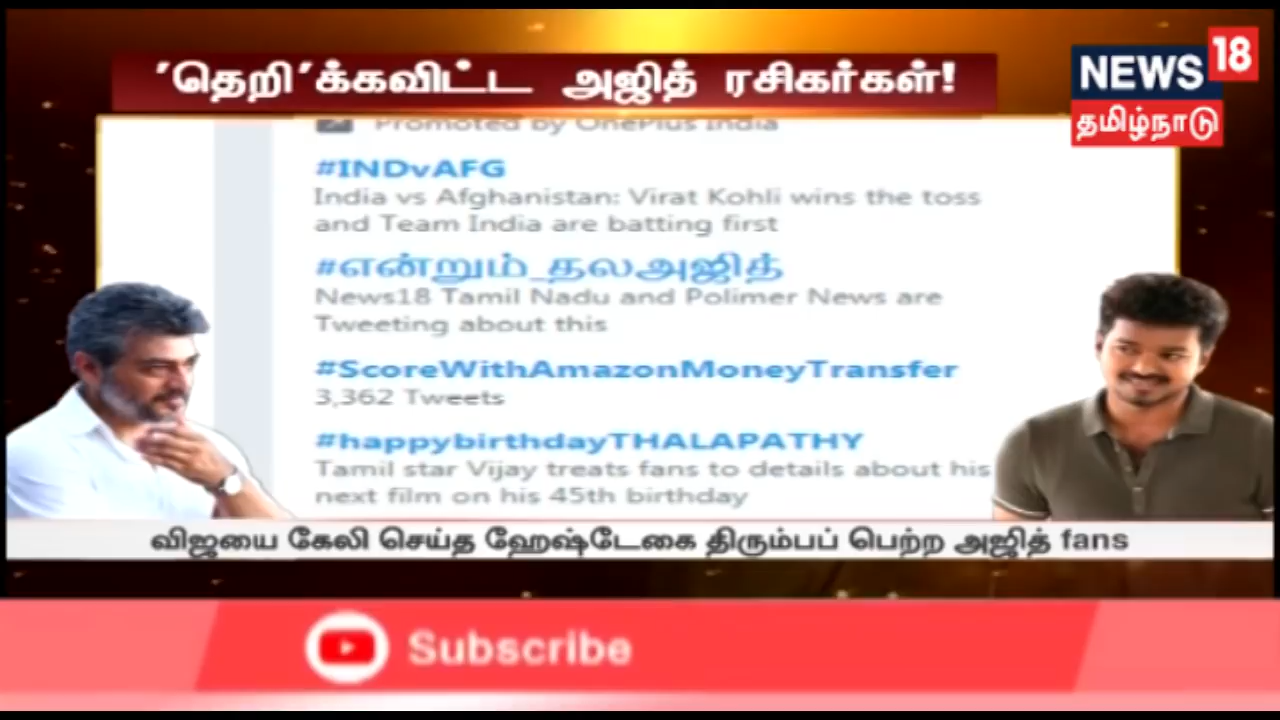 'தெறி'க்கவிட்ட அஜித் ரசிகர்கள்!
NEWS 18
தமிழ்நாடு
Promoted by OnePlus India
#INDvAFG
India vs Afghanistan: Virat Kohli wins the toss
and Team India are batting first
#என்றும்_தலஅஜித்
News18 Tamil Nadu and Polimer News are
Tweeting about this
#ScoreWithAmazonMoneyTransfer
3,362 Tweets
#happybirthdayTHALAPATHY
Tamil star Vijay treats fans to details about his
next film on his 45th birthday
விஜயை கேலி செய்த ஹேஷ்டேகை திரும்பப் பெற்ற அஜித் fans
Subscribe